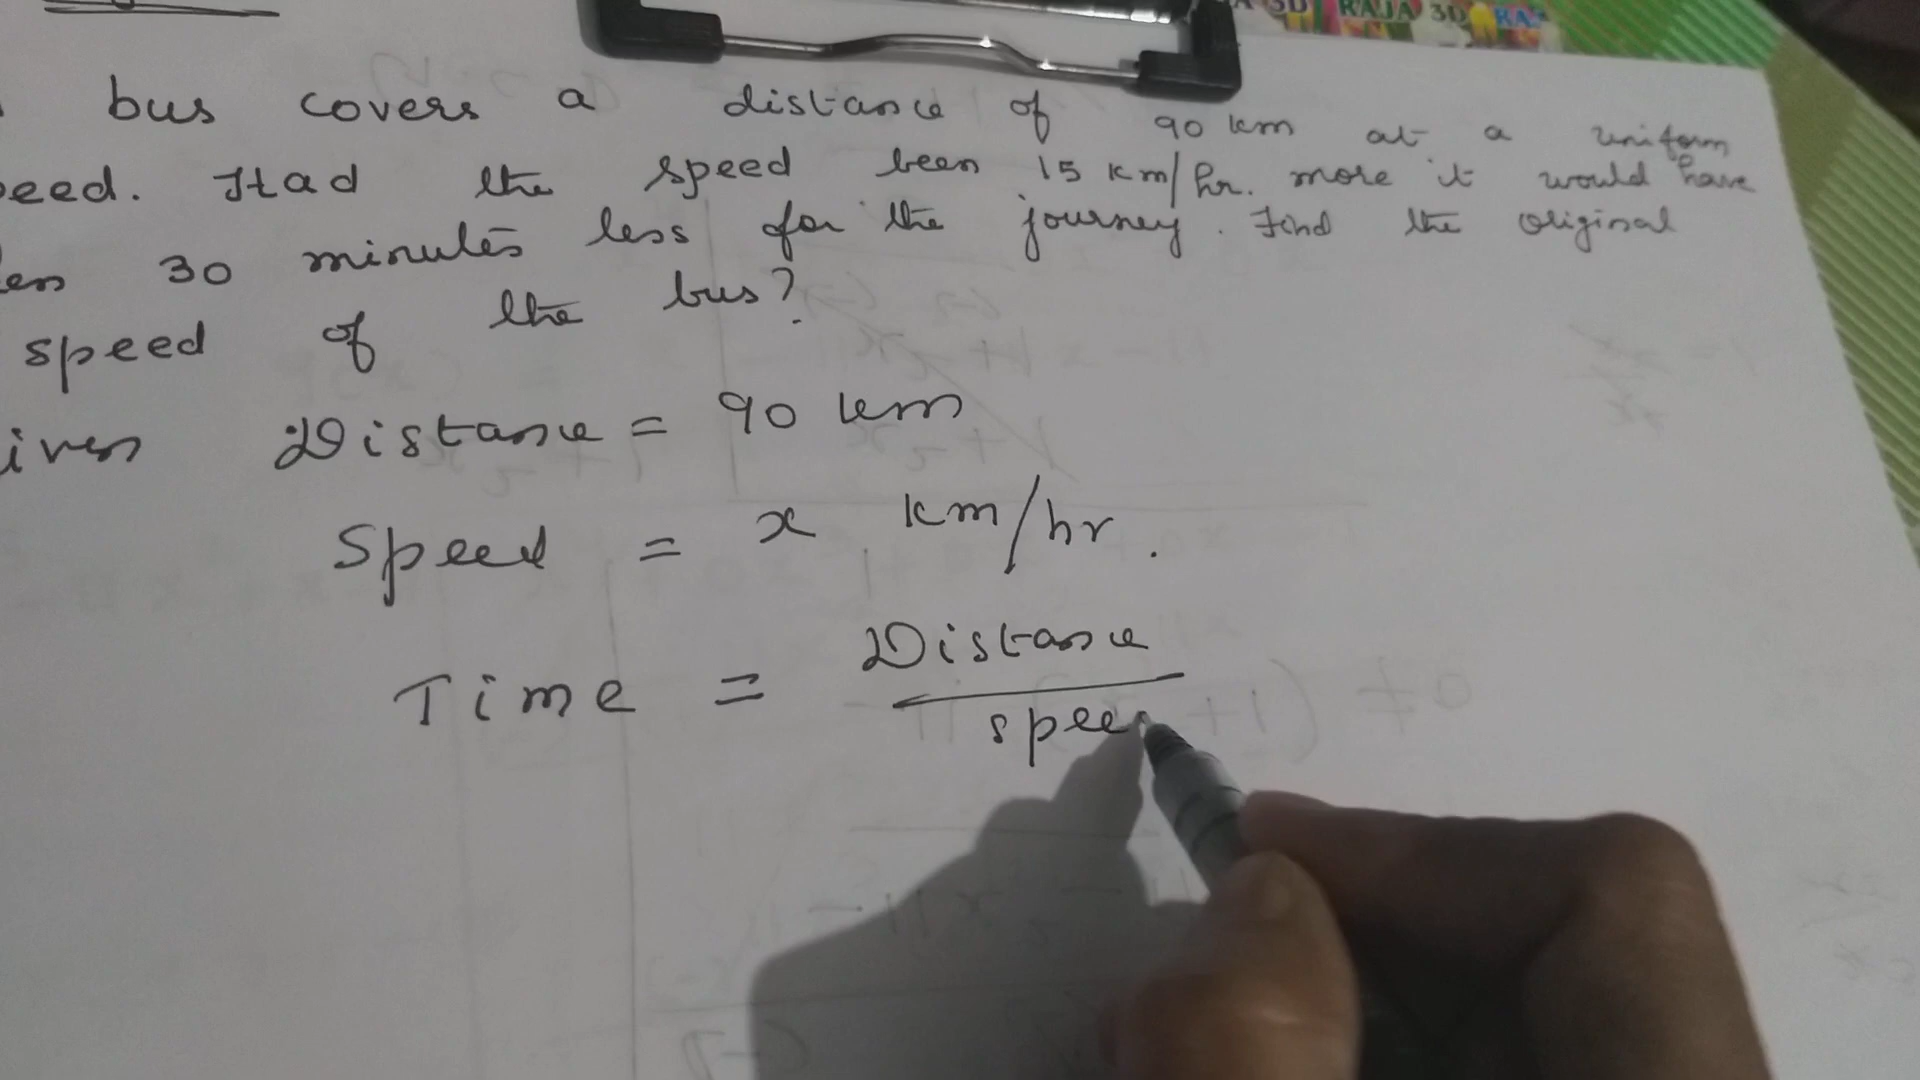 RAJA 3D
bus covers a distance of 90 km at a uniform
eed. Had the speed been 15 km/hr. more it would have
en 30 minutes less for the journey. Find the original
speed of the bus?
iven Distance = 90 km
Speed = x km/hr.
Time = Distance
spee